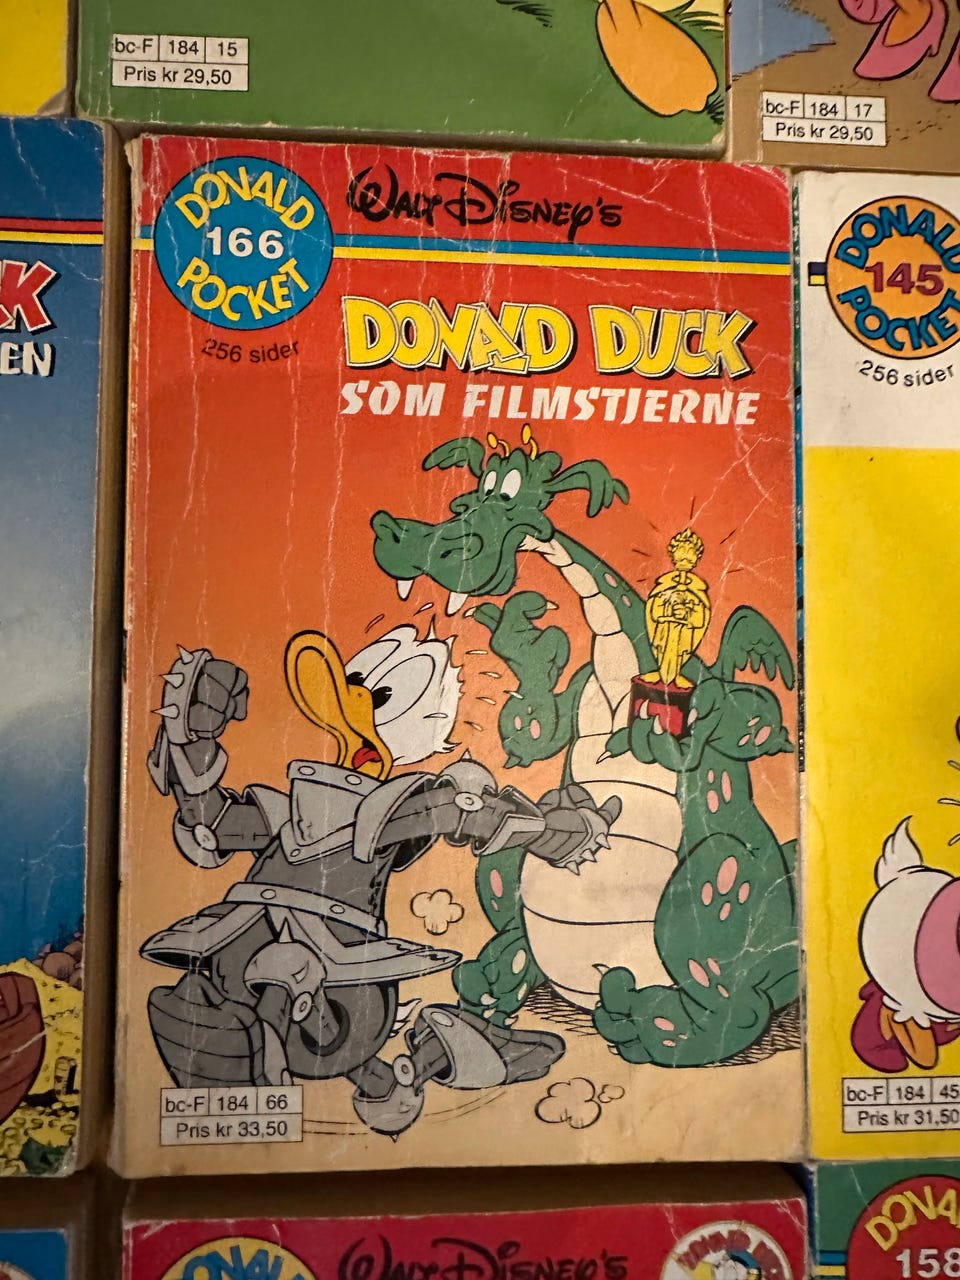 bc-F 184 15
Pris kr 29,50
bc-F 184 17
Pris kr 29,50
K
EN
DONALD
166
POCKET
256 sider
WALT DISNEY'S
DONALD DUCK
SOM FILMSTJERNE
bc-F 184 66
Pris kr 33,50
DONALD
145
POCKET
256 sider
bc-F 184 45
Pris kr 31,50
DONALD
WALT DISNEY'S
DONA
158